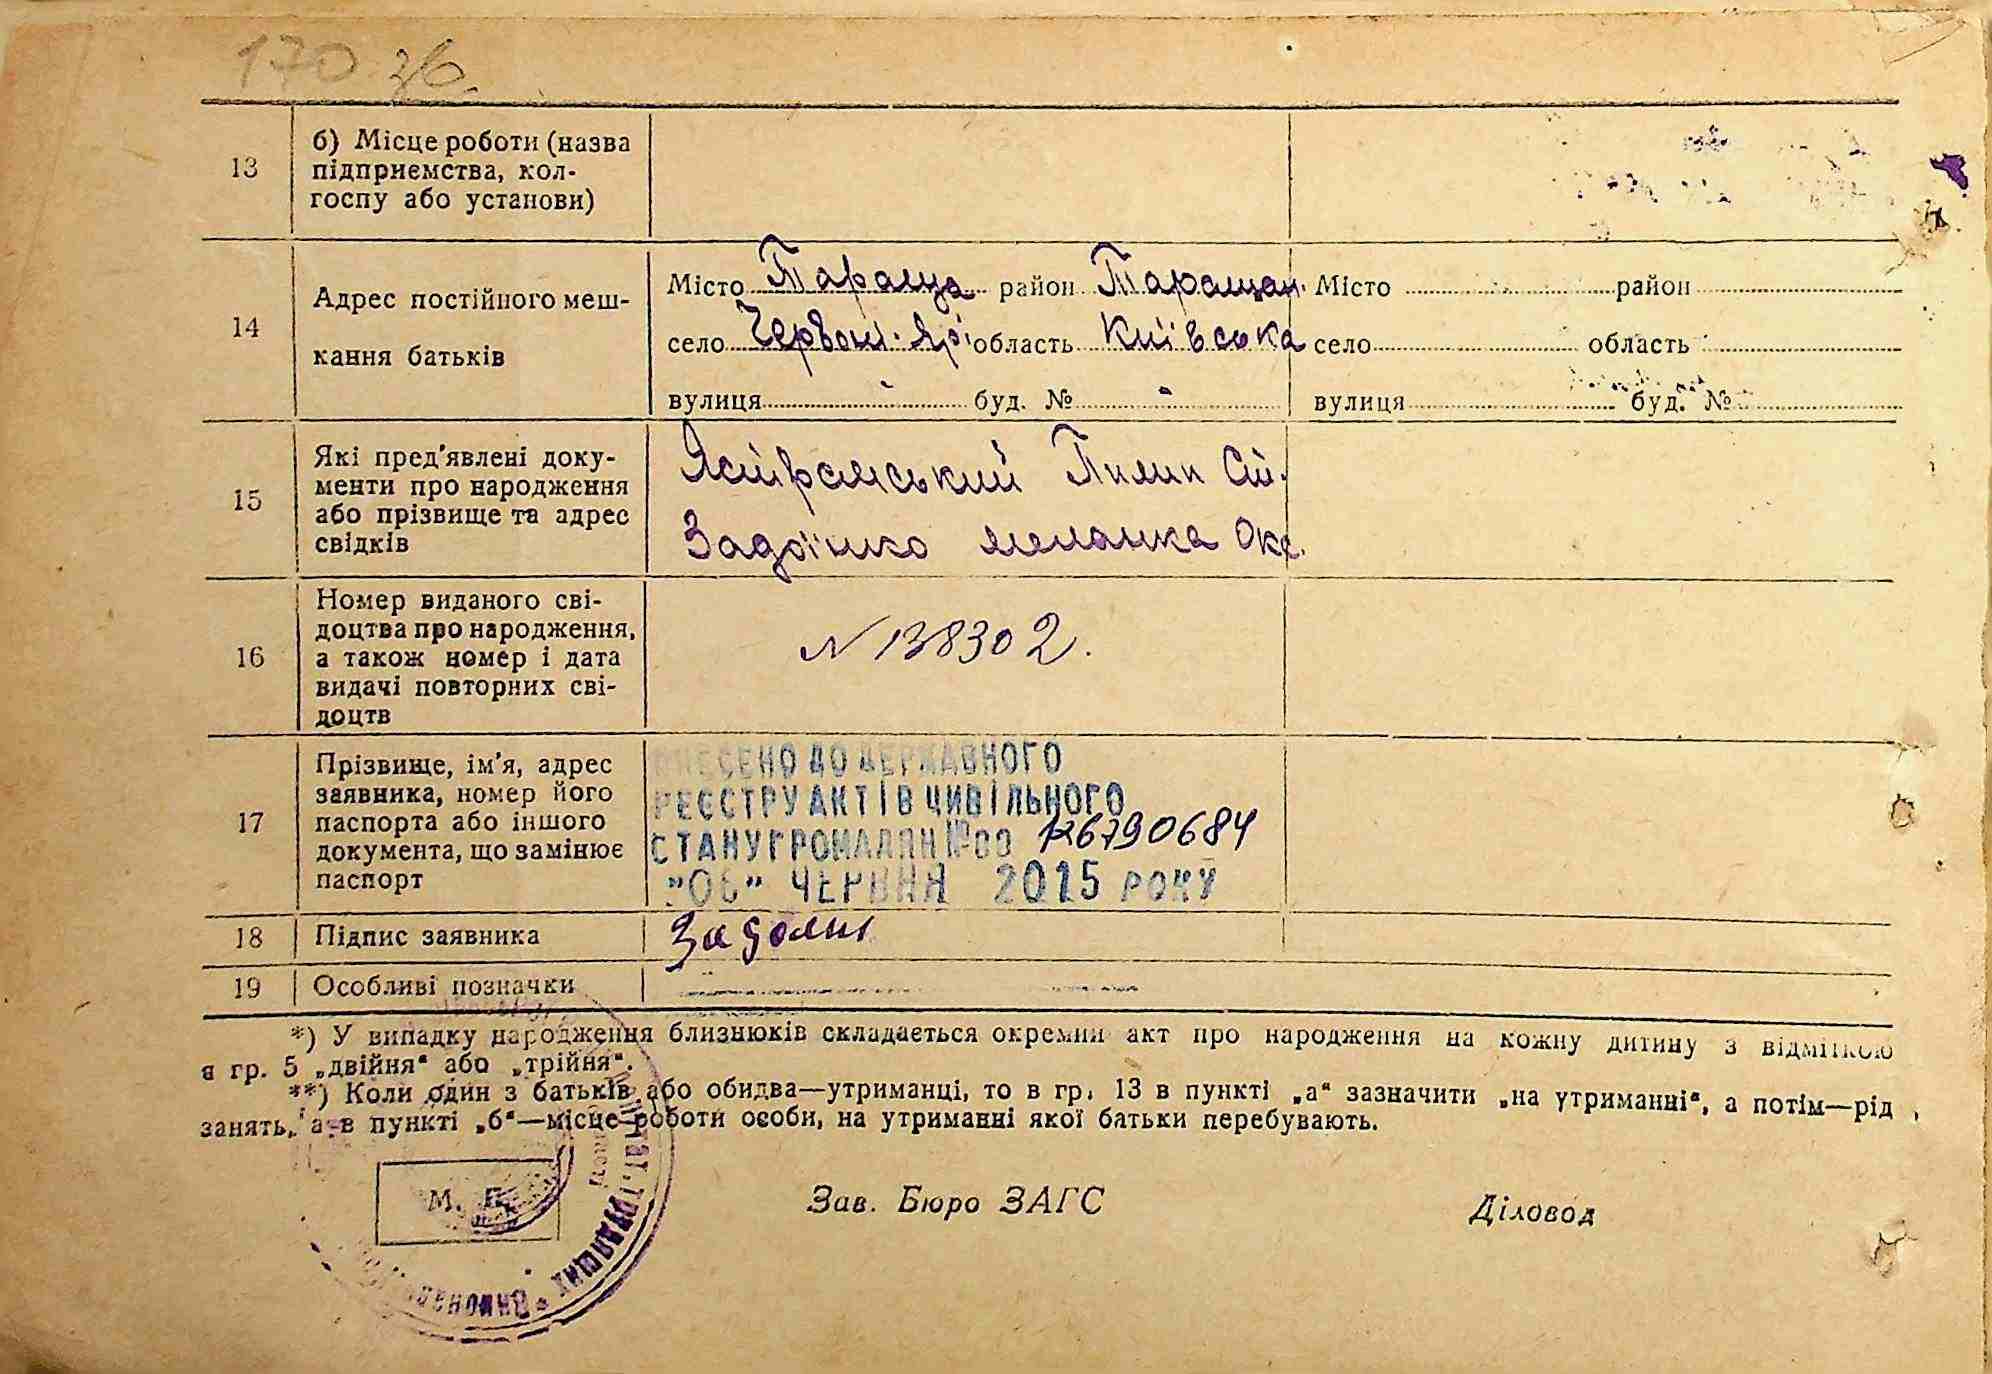 170 зб.
13
б) Місце роботи (назва
підприємства, кол-
госпу або установи)
14
Адрес постійного меш-
кання батьків
Місто Тараща район Таращан.
село Червоні. Ярі область Київська
вулиця буд. №
Місто район
село область
вулиця буд. №
15
Які пред'явлені доку-
менти про народження
або прізвище та адрес
свідків
Пилип
16
Номер виданого сві-
доцтва про народження,
а також номер і дата
видачі повторних сві-
доцтв
N 138302.
17
Прізвище, ім'я, адрес
заявника, номер його
паспорта або іншого
документа, що замінює
паспорт
ВНЕСЕНО ДО ДЕРЖАВНОГО
РЕЄСТРУ АКТІВ ЦИВІЛЬНОГО
СТАНУ ГРОМАДЯН №00 126790684
"06" ЧЕРВНЯ 2015 РОКУ
18
Підпис заявника
19
Особливі позначки
*) У випадку народження близнюків складається окремий акт про народження на кожну дитину з відміткою
в гр. 5 „двійня“ або „трійня“.
**) Коли один з батьків або обидва—утриманці, то в гр. 13 в пункті „а“ зазначити „на утриманні“, а потім—рід
занять, а в пункті „б“—місце роботи особи, на утриманні якої батьки перебувають.
М. П.
Зав. Бюро ЗАГС
Діловод
ТРУДЯЩИХ